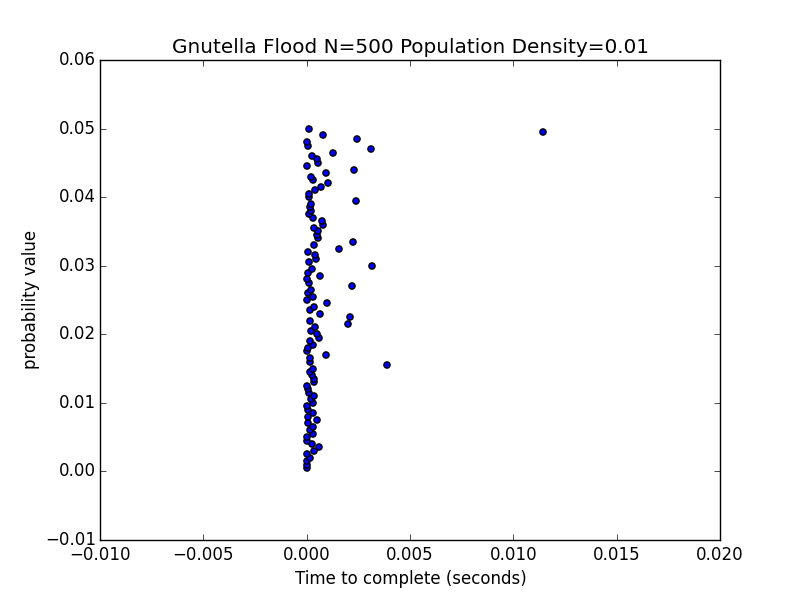 Gnutella Flood N=500 Population Density=0.01
0.06
0.05
0.04
0.03
0.02
0.01
0.00
−0.01
probability value
−0.010 −0.005 0.000 0.005 0.010 0.015 0.020
Time to complete (seconds)